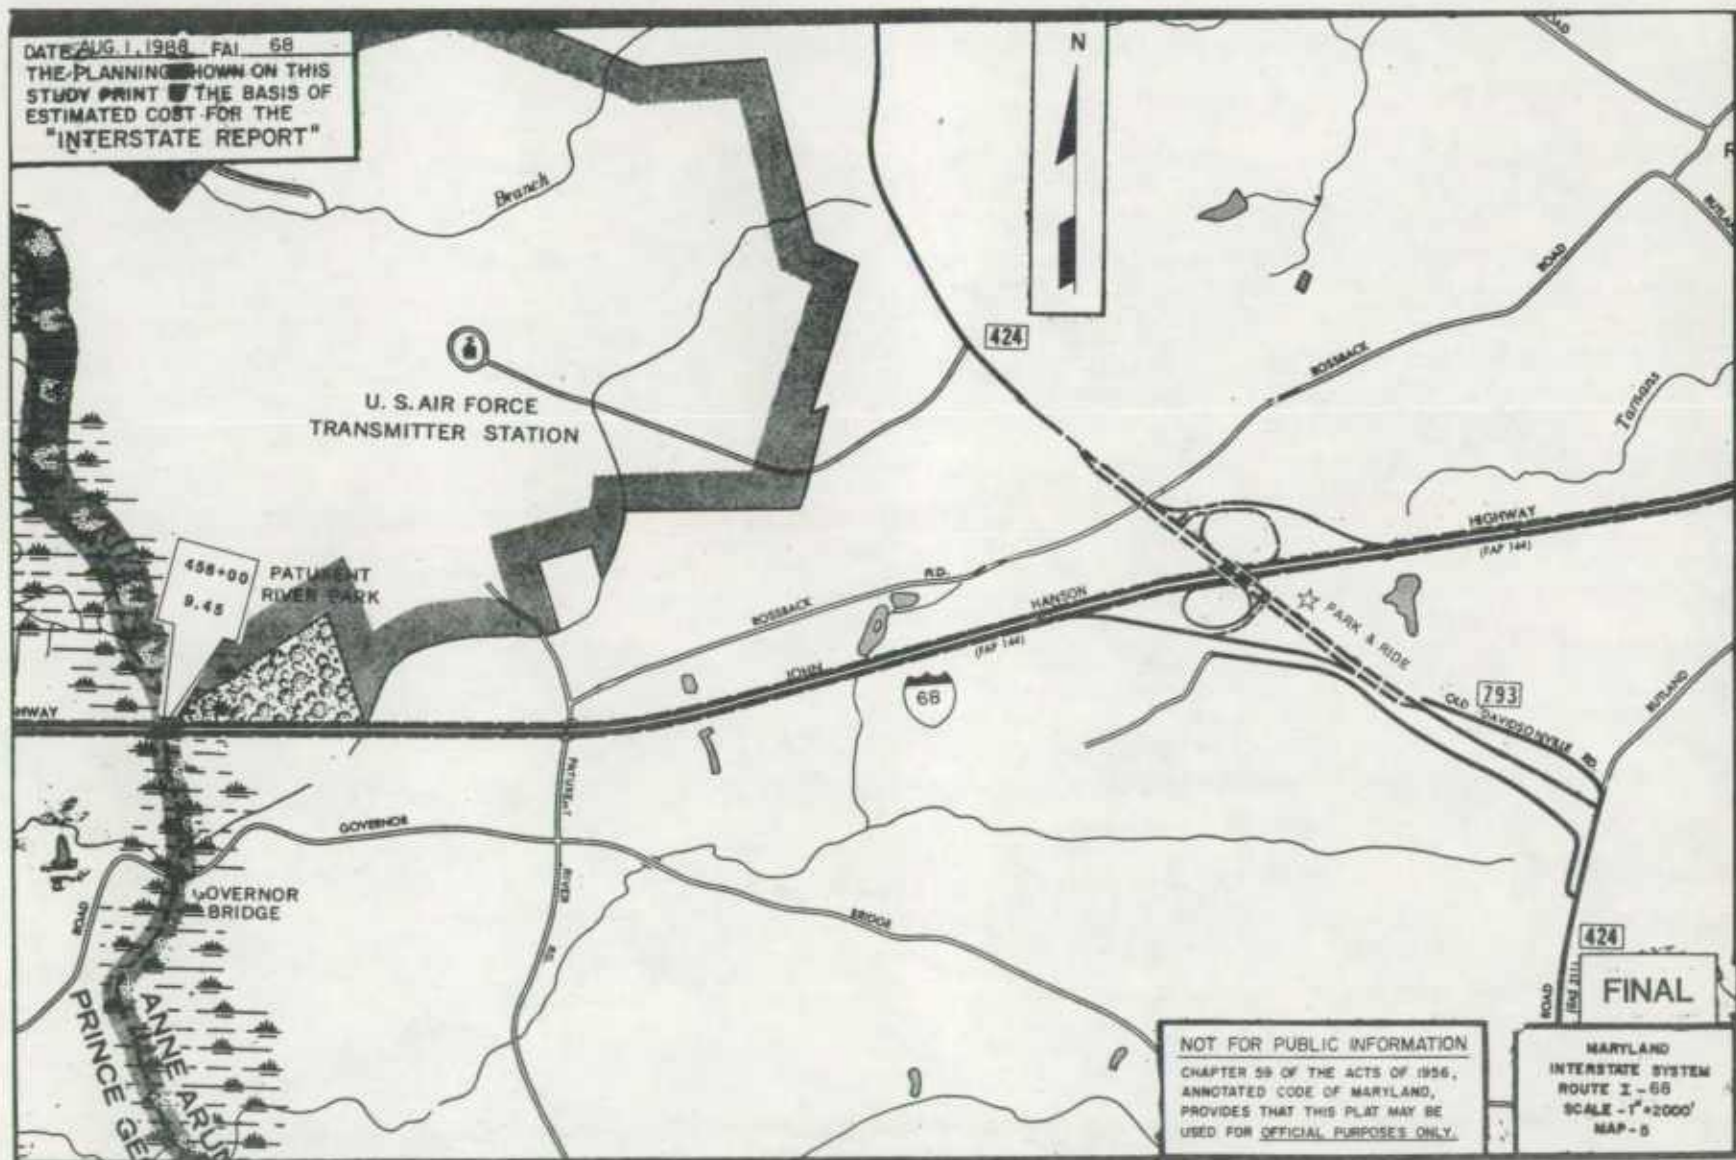 DATE AUG. 1, 1988 FAI 68
THE PLANNING SHOWN ON THIS
STUDY PRINT THE BASIS OF
ESTIMATED COST FOR THE
"INTERSTATE REPORT"
N
ROAD
Branch
424
U. S. AIR FORCE
TRANSMITTER STATION
ROAD
ROSSBACK
Tarnans
HIGHWAY
(FAP 144)
458+00
9.45
PATUXENT
RIVER PARK
RD.
ROSSBACK
HANSON
JOHN
(FAP 144)
PARK & RIDE
68
793
OLD DAVIDSONVILLE RD.
RUTLAND
HWAY
PATUXENT
RIVER
RD.
GOVERNOR
BRIDGE
ROAD
GOVERNOR
BRIDGE
ANNE ARUN
PRINCE GE
424
ROAD
FINAL
NOT FOR PUBLIC INFORMATION
CHAPTER 59 OF THE ACTS OF 1956,
ANNOTATED CODE OF MARYLAND,
PROVIDES THAT THIS PLAT MAY BE
USED FOR OFFICIAL PURPOSES ONLY.
MARYLAND
INTERSTATE SYSTEM
ROUTE I-68
SCALE - 1"=2000'
MAP - 5